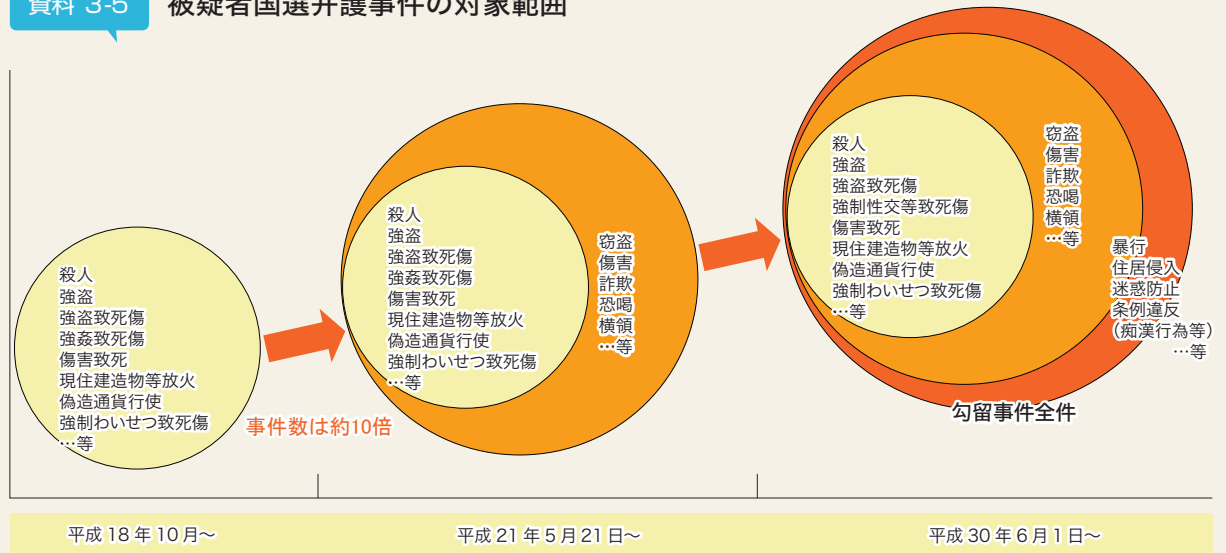 資料 3-5
被疑者国選弁護事件の対象範囲
殺人
強盗
強盗致死傷
強姦致死傷
傷害致死
現住建造物等放火
偽造通貨行使
強制わいせつ致死傷
…等
事件数は約10倍
殺人
強盗
強盗致死傷
強姦致死傷
傷害致死
現住建造物等放火
偽造通貨行使
強制わいせつ致死傷
…等
窃盗
傷害
詐欺
恐喝
横領
…等
殺人
強盗
強盗致死傷
強制性交等致死傷
傷害致死
現住建造物等放火
偽造通貨行使
強制わいせつ致死傷
…等
窃盗
傷害
詐欺
恐喝
横領
…等
暴行
住居侵入
迷惑防止
条例違反
(痴漢行為等)
…等
勾留事件全件
平成 18 年 10 月〜
平成 21 年 5 月 21 日〜
平成 30 年 6 月 1 日〜